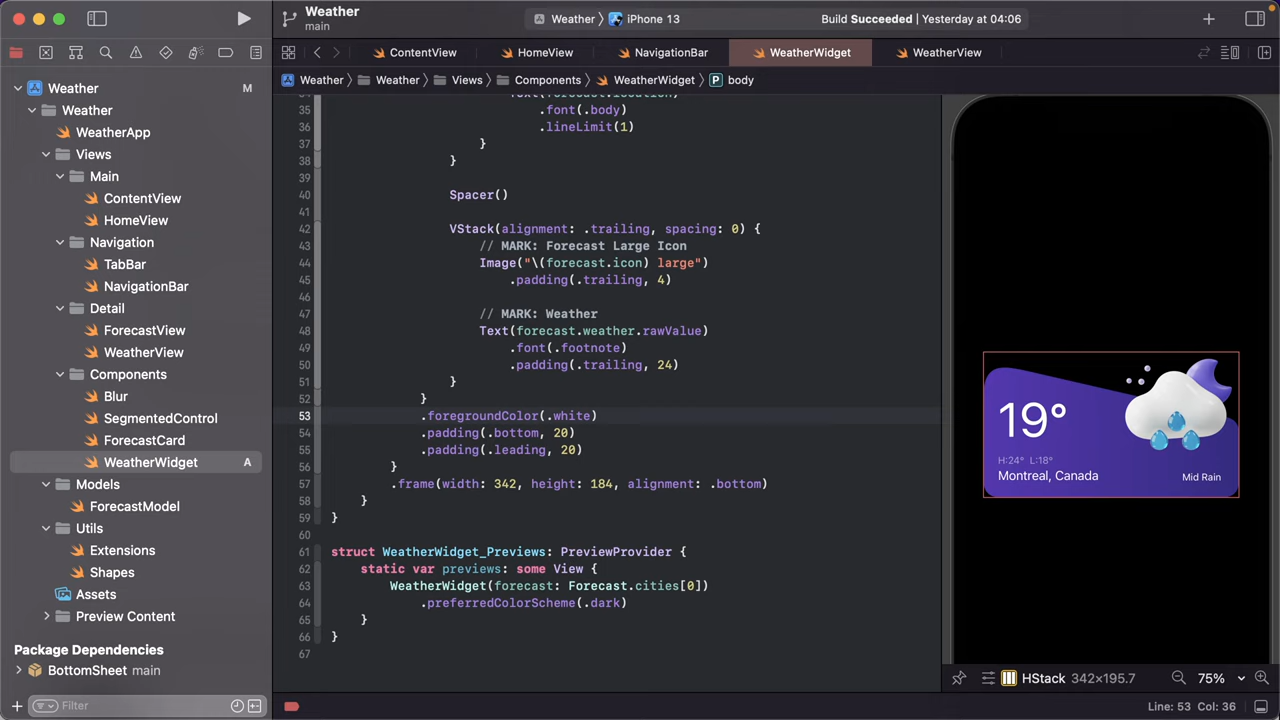 Weather
main
Weather
iPhone 13
Build Succeeded | Yesterday at 04:06
ContentView
HomeView
NavigationBar
WeatherWidget
WeatherView
Weather
Weather
Views
Components
WeatherWidget
P body
Weather M
Weather
WeatherApp
Views
Main
ContentView
HomeView
Navigation
TabBar
NavigationBar
Detail
ForecastView
WeatherView
Components
Blur
SegmentedControl
ForecastCard
WeatherWidget A
Models
ForecastModel
Utils
Extensions
Shapes
Assets
Preview Content
Package Dependencies
BottomSheet main
Filter
34 Text(forecast.location)
35 .font(.body)
36 .lineLimit(1)
37 }
38 }
39
40 Spacer()
41
42 VStack(alignment: .trailing, spacing: 0) {
43 // MARK: Forecast Large Icon
44 Image("\(forecast.icon) large")
45 .padding(.trailing, 4)
46
47 // MARK: Weather
48 Text(forecast.weather.rawValue)
49 .font(.footnote)
50 .padding(.trailing, 24)
51 }
52 }
53 .foregroundColor(.white)
54 .padding(.bottom, 20)
55 .padding(.leading, 20)
56 }
57 .frame(width: 342, height: 184, alignment: .bottom)
58 }
59 }
60
61 struct WeatherWidget_Previews: PreviewProvider {
62 static var previews: some View {
63 WeatherWidget(forecast: Forecast.cities[0])
64 .preferredColorScheme(.dark)
65 }
66 }
67
19°
H:24° L:18°
Montreal, Canada
Mid Rain
HStack 342×195.7
75%
Line: 53 Col: 36